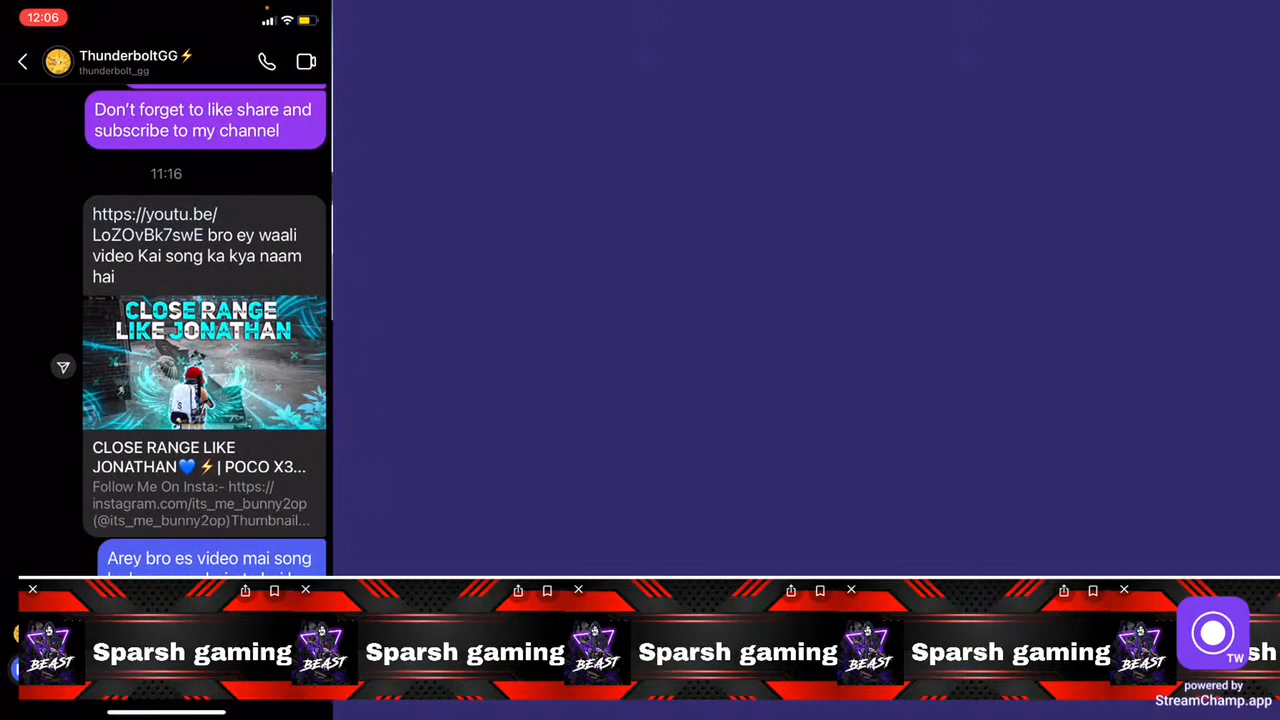 12:06
ThunderboltGG⚡
thunderbolt_gg
Don't forget to like share and
subscribe to my channel
11:16
https://youtu.be/
LoZOvBk7swE bro ey waali
video Kai song ka kya naam
hai
CLOSE RANGE
LIKE JONATHAN
CLOSE RANGE LIKE
JONATHAN💙⚡| POCO X3...
Follow Me On Insta:- https://
instagram.com/its_me_bunny2op
(@its_me_bunny2op)Thumbnail...
Arey bro es video mai song
BEAST Sparsh gaming BEAST Sparsh gaming BEAST Sparsh gaming BEAST Sparsh gaming BEAST sh
TW
powered by
StreamChamp.app